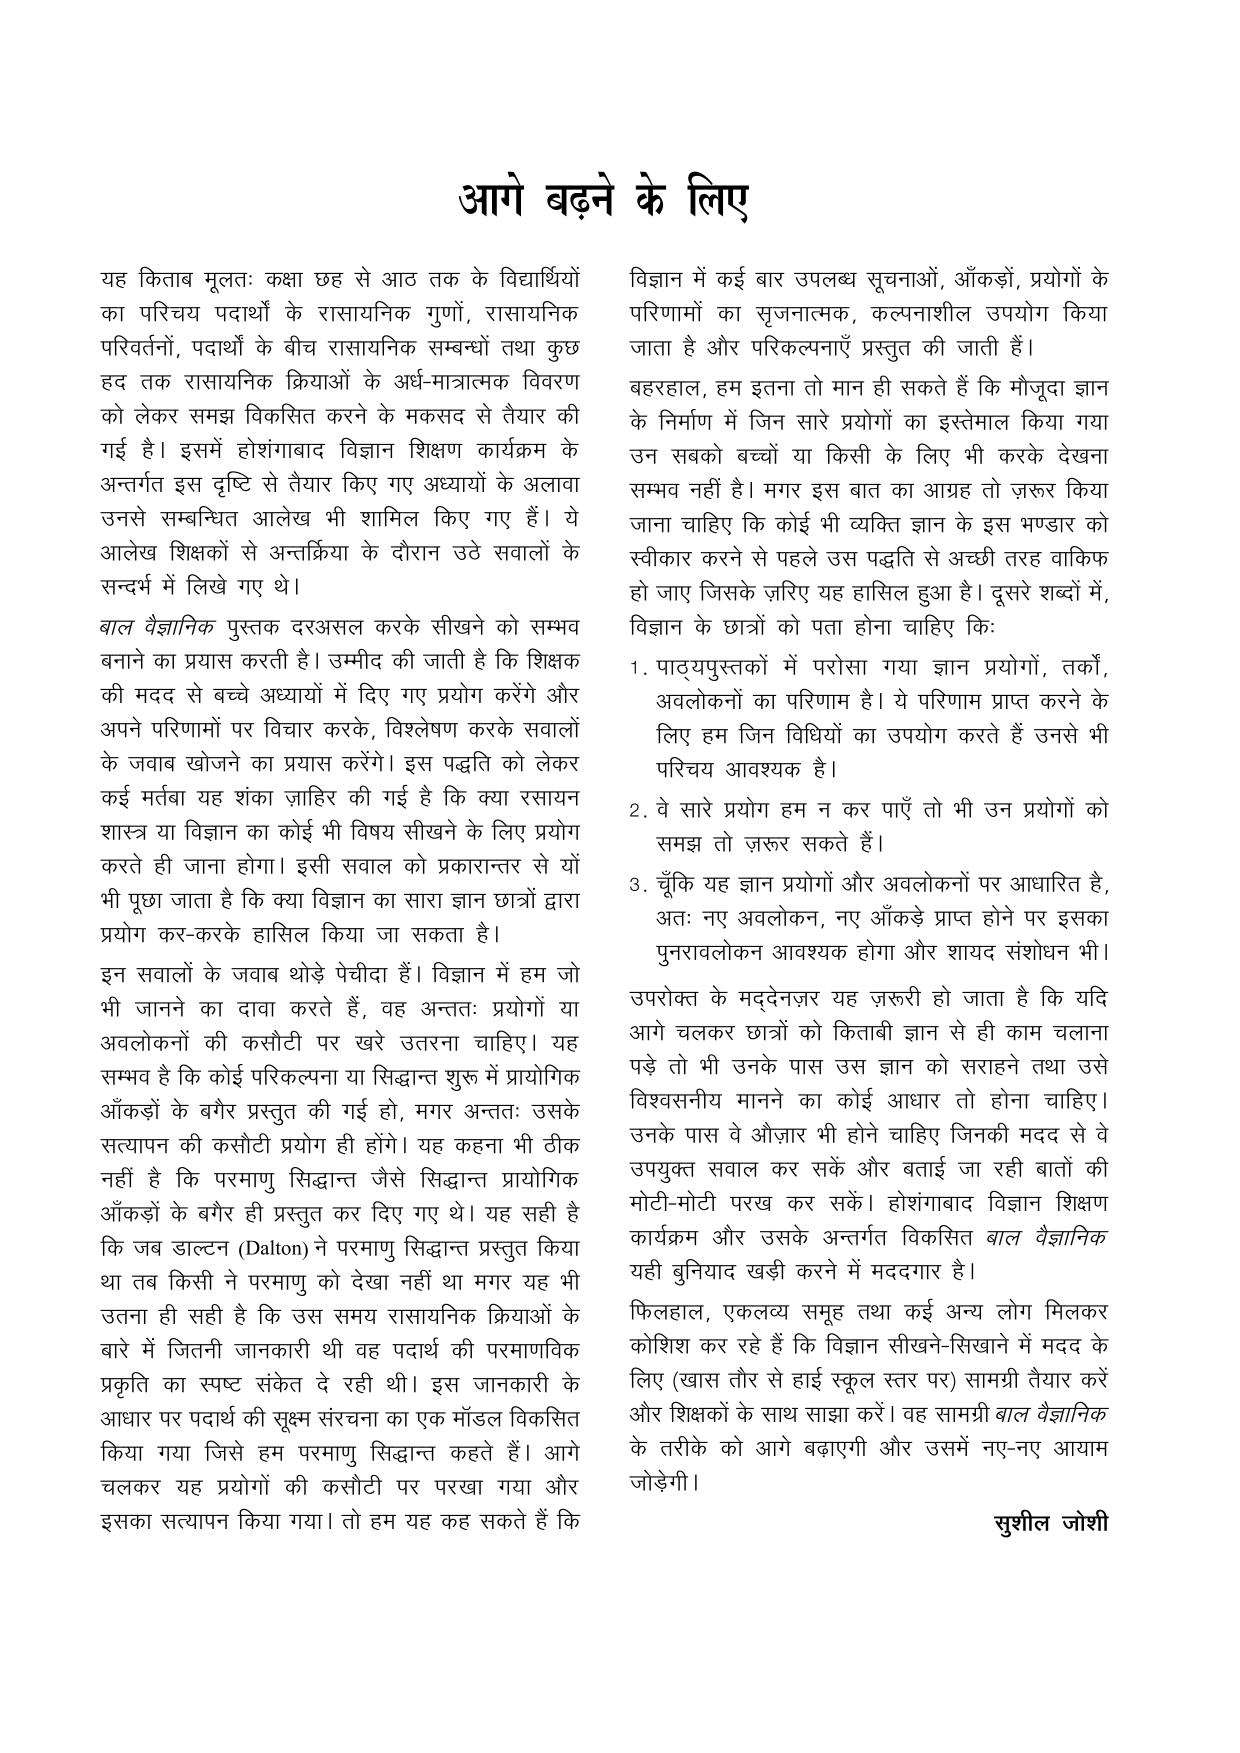 आगे बढ़ने के लिए
यह किताब मूलतः कक्षा छह से आठ तक के विद्यार्थियों
का परिचय पदार्थों के रासायनिक गुणों, रासायनिक
परिवर्तनों, पदार्थों के बीच रासायनिक सम्बन्धों तथा कुछ
हद तक रासायनिक क्रियाओं के अर्ध-मात्रात्मक विवरण
को लेकर समझ विकसित करने के मकसद से तैयार की
गई है। इसमें होशंगाबाद विज्ञान शिक्षण कार्यक्रम के
अन्तर्गत इस दृष्टि से तैयार किए गए अध्यायों के अलावा
उनसे सम्बन्धित आलेख भी शामिल किए गए हैं। ये
आलेख शिक्षकों से अन्तर्क्रिया के दौरान उठे सवालों के
सन्दर्भ में लिखे गए थे।
बाल वैज्ञानिक पुस्तक दरअसल करके सीखने को सम्भव
बनाने का प्रयास करती है। उम्मीद की जाती है कि शिक्षक
की मदद से बच्चे अध्यायों में दिए गए प्रयोग करेंगे और
अपने परिणामों पर विचार करके, विश्लेषण करके सवालों
के जवाब खोजने का प्रयास करेंगे। इस पद्धति को लेकर
कई मर्तबा यह शंका ज़ाहिर की गई है कि क्या रसायन
शास्त्र या विज्ञान का कोई भी विषय सीखने के लिए प्रयोग
करते ही जाना होगा। इसी सवाल को प्रकारान्तर से यों
भी पूछा जाता है कि क्या विज्ञान का सारा ज्ञान छात्रों द्वारा
प्रयोग कर-करके हासिल किया जा सकता है।
इन सवालों के जवाब थोड़े पेचीदा हैं। विज्ञान में हम जो
भी जानने का दावा करते हैं, वह अन्ततः प्रयोगों या
अवलोकनों की कसौटी पर खरे उतरना चाहिए। यह
सम्भव है कि कोई परिकल्पना या सिद्धान्त शुरू में प्रायोगिक
आँकड़ों के बगैर प्रस्तुत की गई हो, मगर अन्ततः उसके
सत्यापन की कसौटी प्रयोग ही होंगे। यह कहना भी ठीक
नहीं है कि परमाणु सिद्धान्त जैसे सिद्धान्त प्रायोगिक
आँकड़ों के बगैर ही प्रस्तुत कर दिए गए थे। यह सही है
कि जब डाल्टन (Dalton) ने परमाणु सिद्धान्त प्रस्तुत किया
था तब किसी ने परमाणु को देखा नहीं था मगर यह भी
उतना ही सही है कि उस समय रासायनिक क्रियाओं के
बारे में जितनी जानकारी थी वह पदार्थ की परमाणविक
प्रकृति का स्पष्ट संकेत दे रही थी। इस जानकारी के
आधार पर पदार्थ की सूक्ष्म संरचना का एक मॉडल विकसित
किया गया जिसे हम परमाणु सिद्धान्त कहते हैं। आगे
चलकर यह प्रयोगों की कसौटी पर परखा गया और
इसका सत्यापन किया गया। तो हम यह कह सकते हैं कि
विज्ञान में कई बार उपलब्ध सूचनाओं, आँकड़ों, प्रयोगों के
परिणामों का सृजनात्मक, कल्पनाशील उपयोग किया
जाता है और परिकल्पनाएँ प्रस्तुत की जाती हैं।
बहरहाल, हम इतना तो मान ही सकते हैं कि मौजूदा ज्ञान
के निर्माण में जिन सारे प्रयोगों का इस्तेमाल किया गया
उन सबको बच्चों या किसी के लिए भी करके देखना
सम्भव नहीं है। मगर इस बात का आग्रह तो ज़रूर किया
जाना चाहिए कि कोई भी व्यक्ति ज्ञान के इस भण्डार को
स्वीकार करने से पहले उस पद्धति से अच्छी तरह वाकिफ
हो जाए जिसके ज़रिए यह हासिल हुआ है। दूसरे शब्दों में,
विज्ञान के छात्रों को पता होना चाहिए कि:
1. पाठ्यपुस्तकों में परोसा गया ज्ञान प्रयोगों, तर्कों,
अवलोकनों का परिणाम है। ये परिणाम प्राप्त करने के
लिए हम जिन विधियों का उपयोग करते हैं उनसे भी
परिचय आवश्यक है।
2. वे सारे प्रयोग हम न कर पाएँ तो भी उन प्रयोगों को
समझ तो ज़रूर सकते हैं।
3. चूँकि यह ज्ञान प्रयोगों और अवलोकनों पर आधारित है,
अतः नए अवलोकन, नए आँकड़े प्राप्त होने पर इसका
पुनरावलोकन आवश्यक होगा और शायद संशोधन भी।
उपरोक्त के मद्देनज़र यह ज़रूरी हो जाता है कि यदि
आगे चलकर छात्रों को किताबी ज्ञान से ही काम चलाना
पड़े तो भी उनके पास उस ज्ञान को सराहने तथा उसे
विश्वसनीय मानने का कोई आधार तो होना चाहिए।
उनके पास वे औज़ार भी होने चाहिए जिनकी मदद से वे
उपयुक्त सवाल कर सकें और बताई जा रही बातों की
मोटी-मोटी परख कर सकें। होशंगाबाद विज्ञान शिक्षण
कार्यक्रम और उसके अन्तर्गत विकसित बाल वैज्ञानिक
यही बुनियाद खड़ी करने में मददगार है।
फिलहाल, एकलव्य समूह तथा कई अन्य लोग मिलकर
कोशिश कर रहे हैं कि विज्ञान सीखने-सिखाने में मदद के
लिए (खास तौर से हाई स्कूल स्तर पर) सामग्री तैयार करें
और शिक्षकों के साथ साझा करें। वह सामग्री बाल वैज्ञानिक
के तरीके को आगे बढ़ाएगी और उसमें नए-नए आयाम
जोड़ेगी।
सुशील जोशी